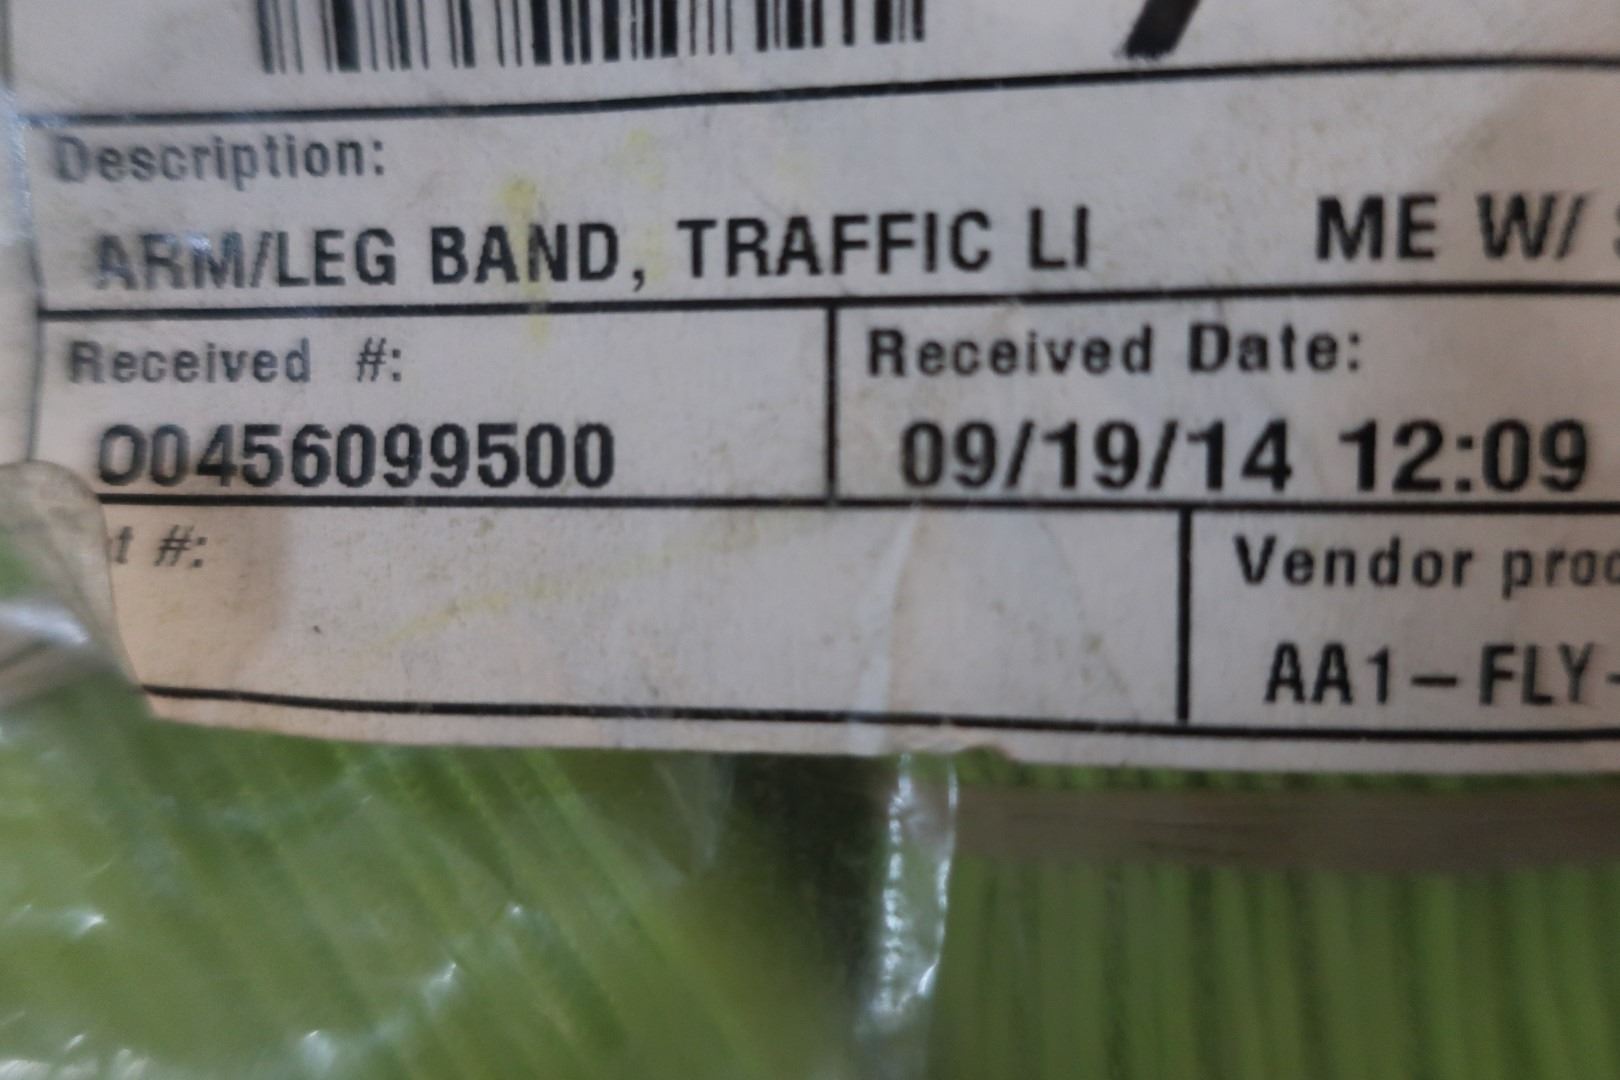 Description:
ARM/LEG BAND, TRAFFIC LI ME W/
Received #:
Received Date:
00456099500
09/19/14 12:09
t #:
Vendor prod
AA1-FLY-